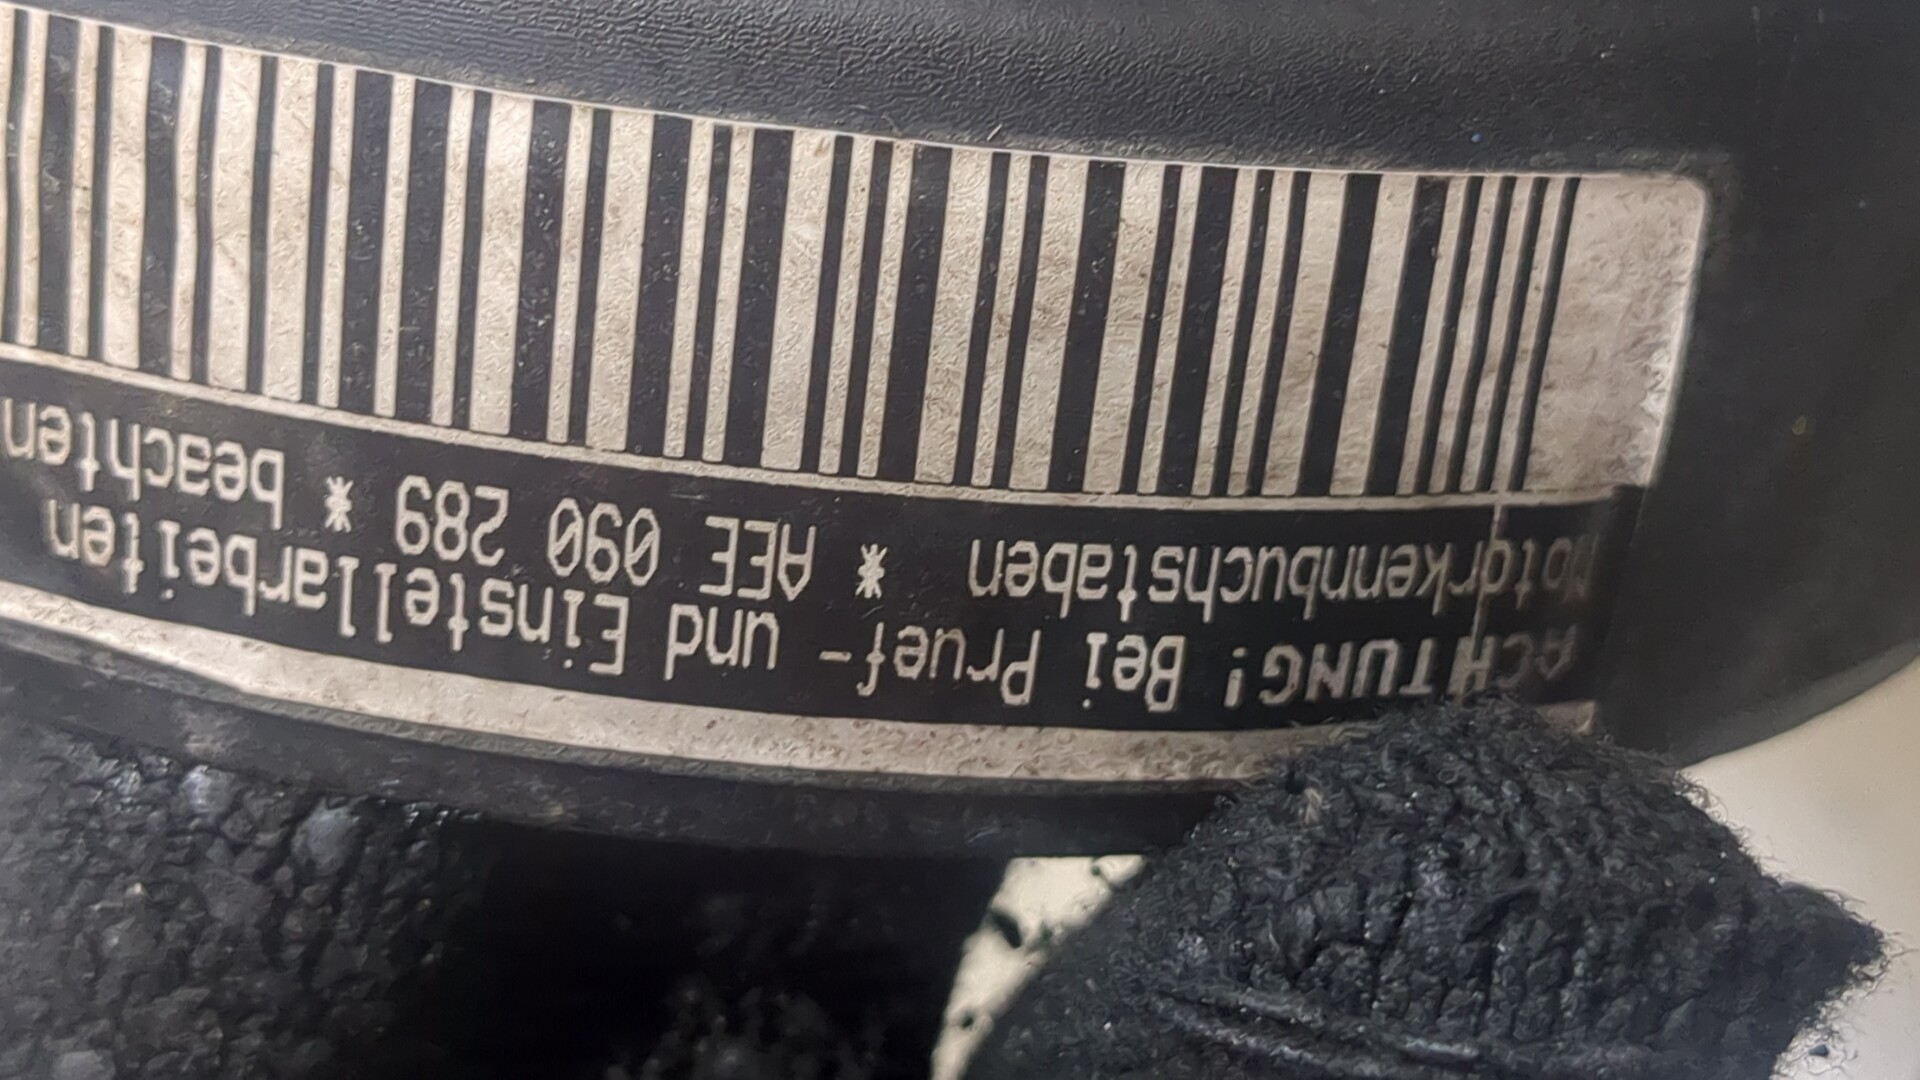 ACHTUNG! Bei Pruef- und Einstellarbeiten
Motorkennbuchstaben * AEE 090 289 * beachten